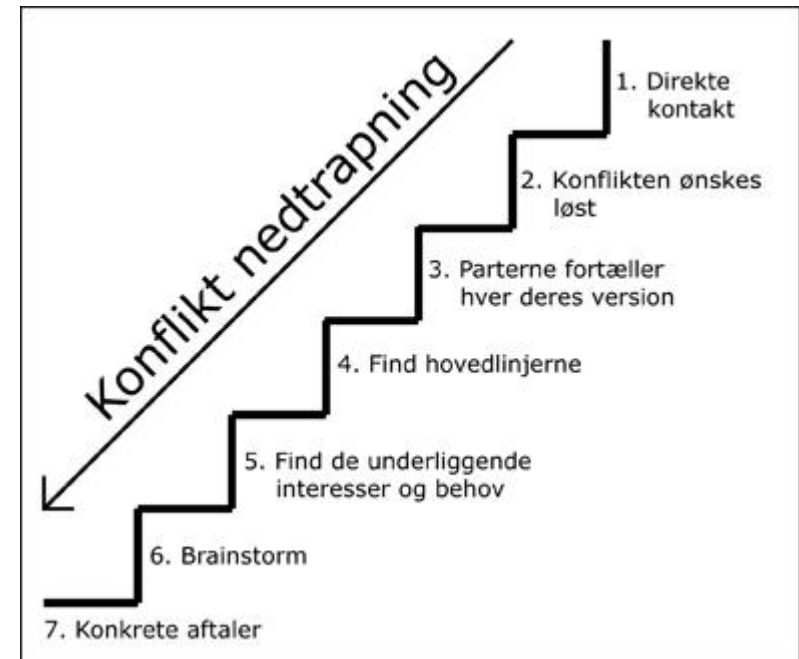 Konflikt nedtrapning
1. Direkte
kontakt
2. Konflikten ønskes
løst
3. Parterne fortæller
hver deres version
4. Find hovedlinjerne
5. Find de underliggende
interesser og behov
6. Brainstorm
7. Konkrete aftaler